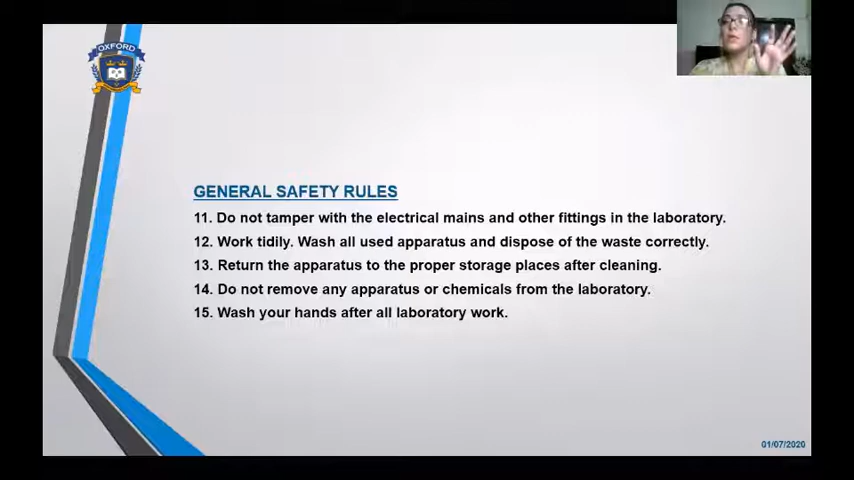 OXFORD
GENERAL SAFETY RULES
11. Do not tamper with the electrical mains and other fittings in the laboratory.
12. Work tidily. Wash all used apparatus and dispose of the waste correctly.
13. Return the apparatus to the proper storage places after cleaning.
14. Do not remove any apparatus or chemicals from the laboratory.
15. Wash your hands after all laboratory work.
01/07/2020